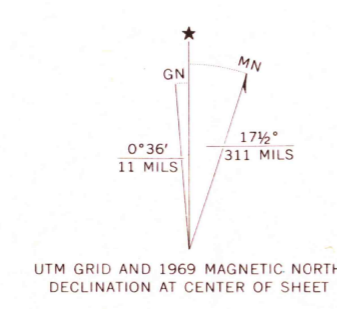 ★
GN
MN
0°36′
11 MILS
17½°
311 MILS
UTM GRID AND 1969 MAGNETIC NORTH
DECLINATION AT CENTER OF SHEET